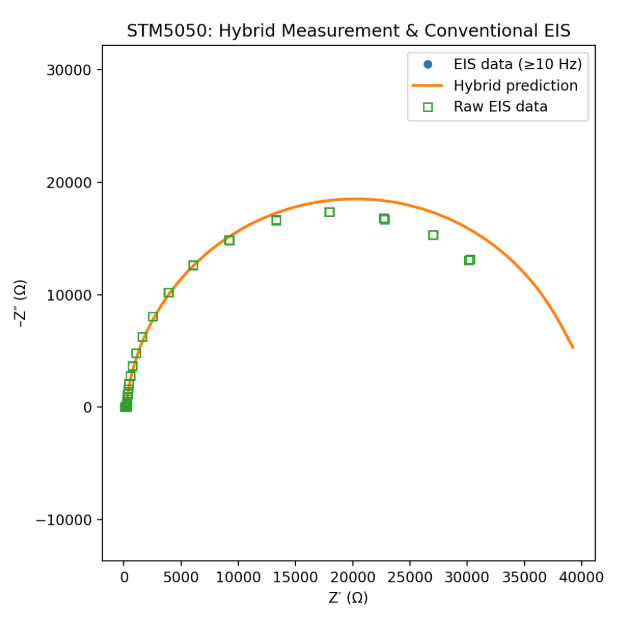 STM5050: Hybrid Measurement & Conventional EIS
EIS data (≥10 Hz)
Hybrid prediction
Raw EIS data
30000
20000
10000
0
−10000
−Z″ (Ω)
0 5000 10000 15000 20000 25000 30000 35000 40000
Z′ (Ω)